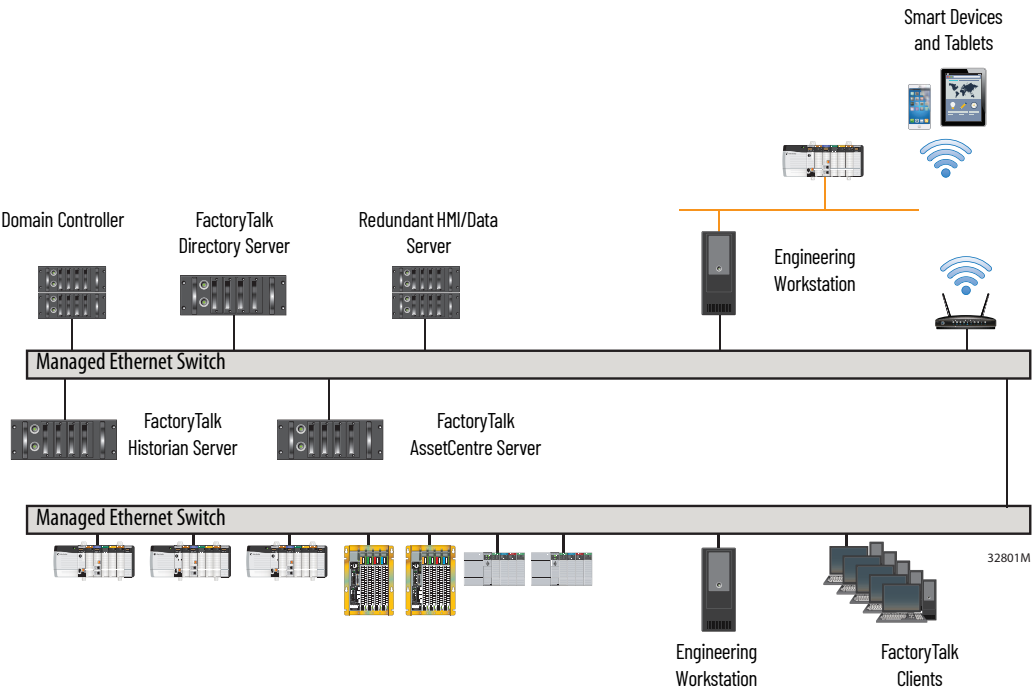 Smart Devices
and Tablets
Domain Controller
FactoryTalk
Directory Server
Redundant HMI/Data
Server
Engineering
Workstation
Managed Ethernet Switch
FactoryTalk
Historian Server
FactoryTalk
AssetCentre Server
Managed Ethernet Switch
32801M
Engineering
Workstation
FactoryTalk
Clients